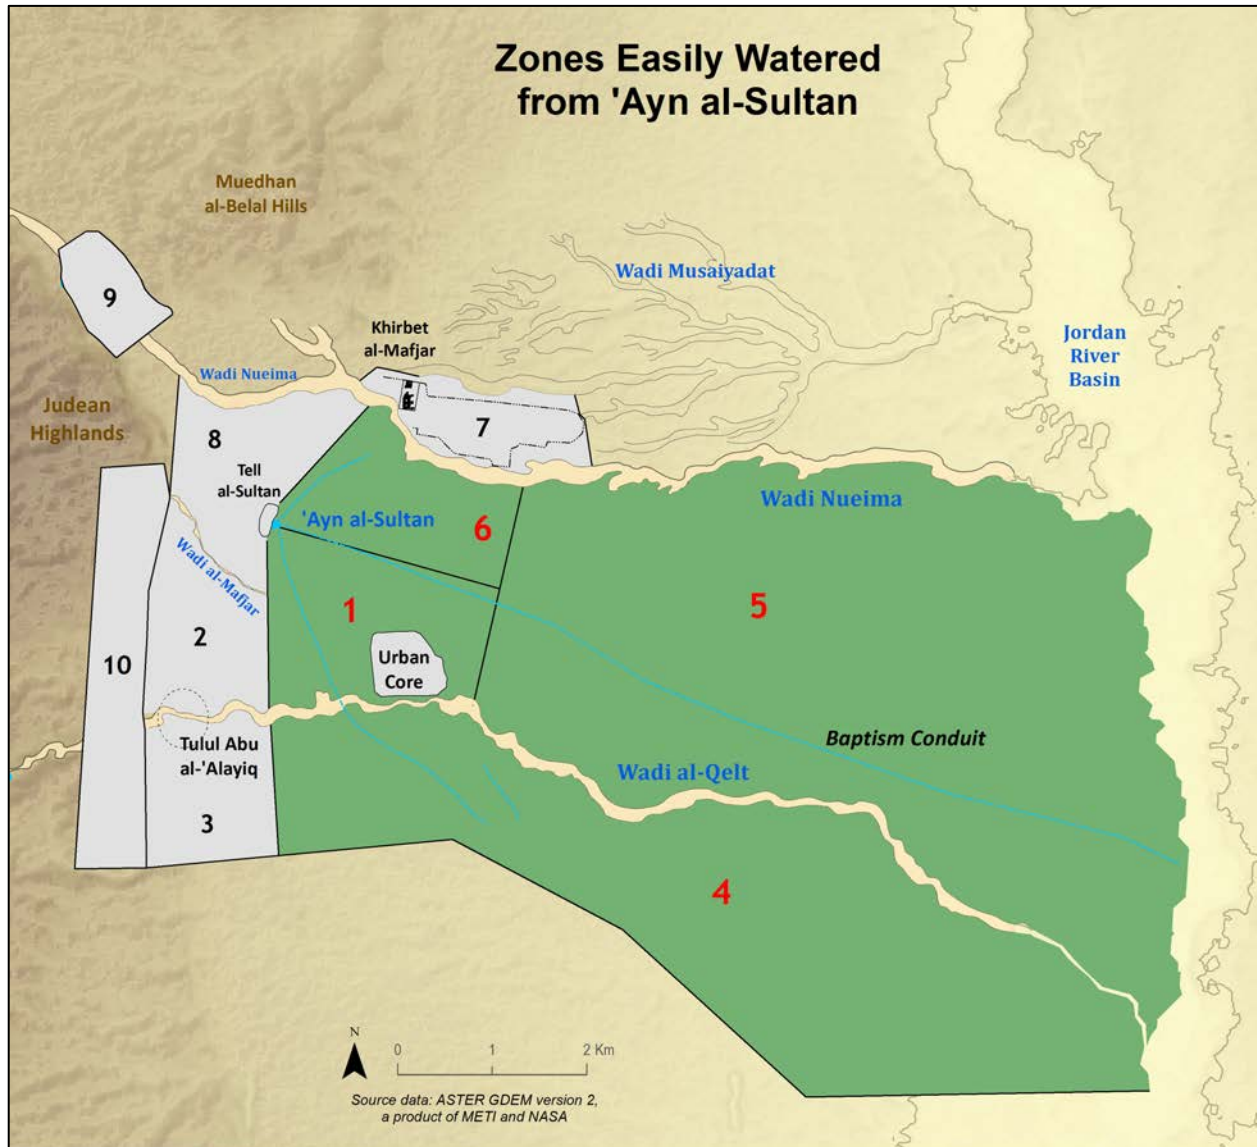 Zones Easily Watered
from 'Ayn al-Sultan
Muedhan
al-Belal Hills
Wadi Musaiyadat
9
Khirbet
al-Mafjar
Jordan
River
Basin
Wadi Nueima
Judean
Highlands
8
7
Tell
al-Sultan
Wadi Nueima
'Ayn al-Sultan
6
Wadi al-Mafjar
1
5
2
10
Urban
Core
Baptism Conduit
Tulul Abu
al-'Alayiq
Wadi al-Qelt
3
4
N
0 1 2 Km
Source data: ASTER GDEM version 2,
a product of METI and NASA